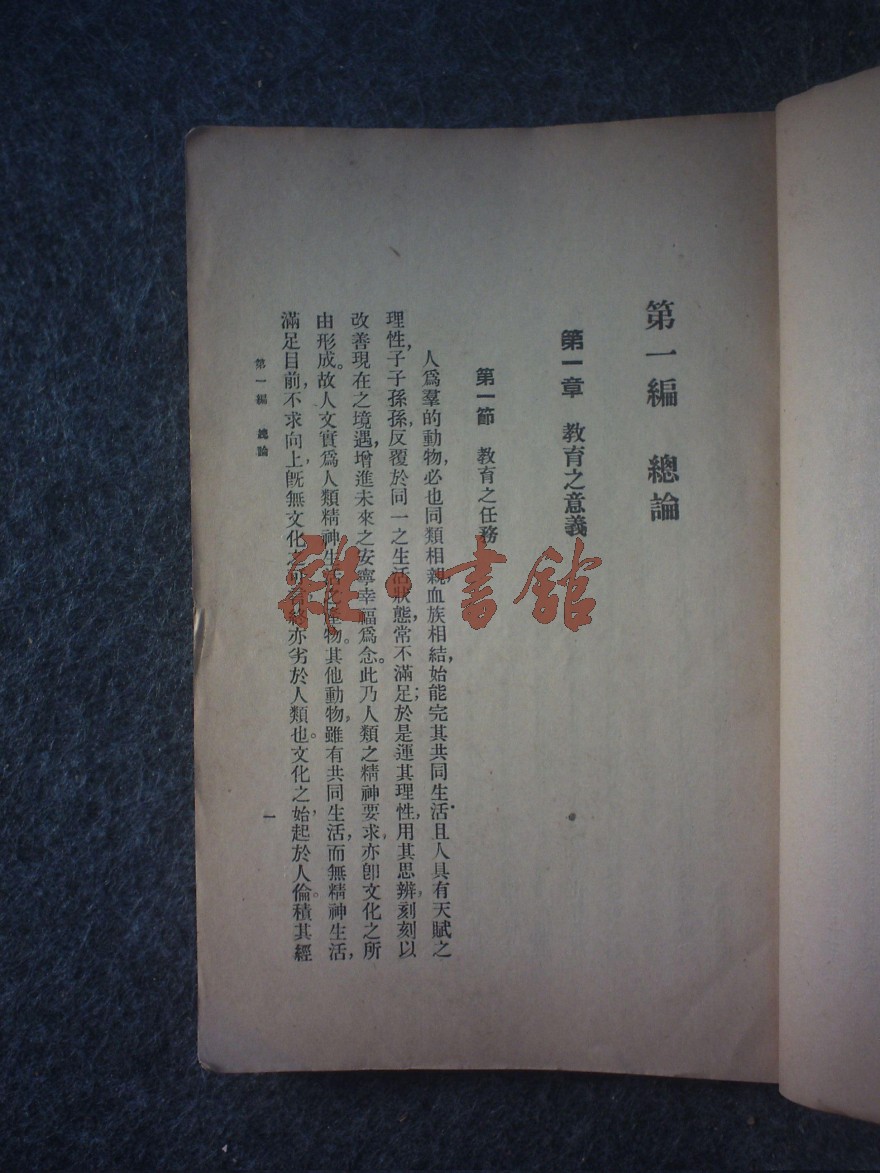 第一編　總論
第一章　教育之意義
第一節　教育之任務
人爲羣的動物，必也同類相親，血族相結，始能完其共同生活。且人具有天賦之
理性，子子孫孫，反覆於同一之生活狀態，常不滿足；於是運其理性，用其思辨，刻刻以
改善現在之境遇，增進未來之安寧幸福爲念。此乃人類之精神要求，亦卽文化之所
由形成。故人文實爲人類精神生活之產物。其他動物，雖有共同生活，而無精神生活，
滿足目前，不求向上，旣無文化之可言，終亦劣於人類也。文化之始，起於人倫。積其經
第一編　總論
一
雜·書館